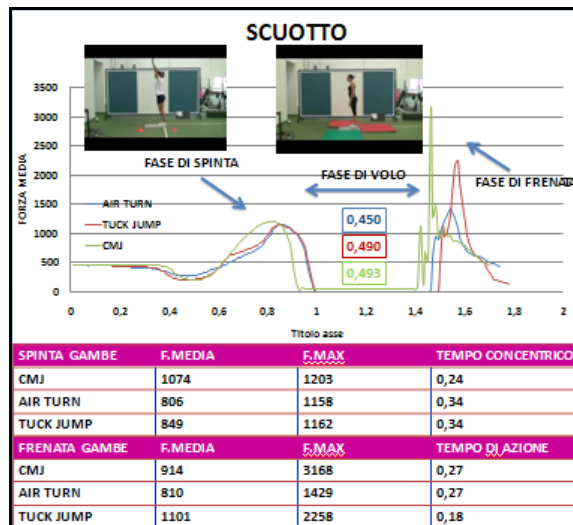 SCUOTTO
3500
3000
2500
2000
1500
1000
500
0
FORZA MEDIA
FASE DI SPINTA
FASE DI VOLO
FASE DI FRENATA
AIR TURN
TUCK JUMP
CMJ
0,450
0,490
0,493
0 0,2 0,4 0,6 0,8 1 1,2 1,4 1,6 1,8 2
Titolo asse
SPINTA GAMBE F.MEDIA F.MAX TEMPO CONCENTRICO
CMJ 1074 1203 0,24
AIR TURN 806 1158 0,34
TUCK JUMP 849 1162 0,34
FRENATA GAMBE F.MEDIA F.MAX TEMPO DI AZIONE
CMJ 914 3168 0,27
AIR TURN 810 1429 0,27
TUCK JUMP 1101 2258 0,18